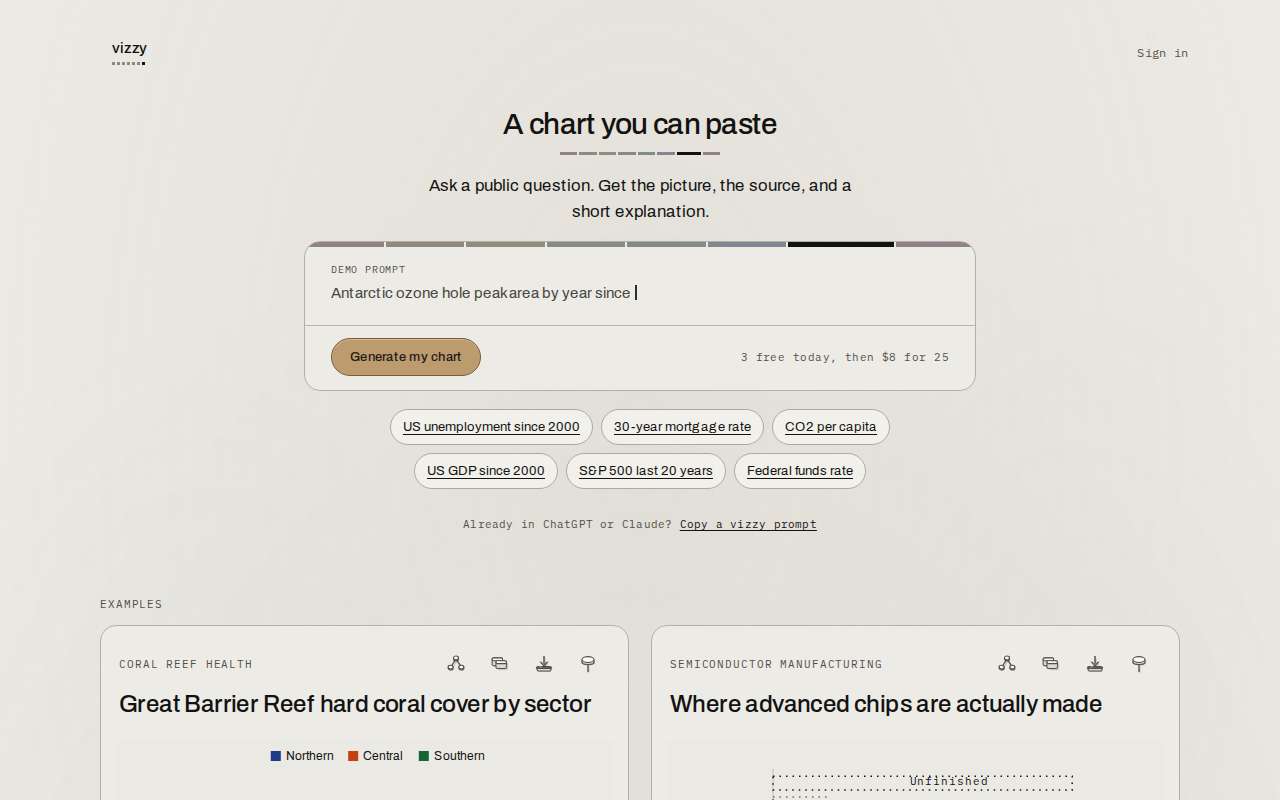 vizzy
Sign in
A chart you can paste
Ask a public question. Get the picture, the source, and a
short explanation.
DEMO PROMPT
Antarctic ozone hole peak area by year since
Generate my chart
3 free today, then $8 for 25
US unemployment since 2000
30-year mortgage rate
CO2 per capita
US GDP since 2000
S&P 500 last 20 years
Federal funds rate
Already in ChatGPT or Claude? Copy a vizzy prompt
EXAMPLES
CORAL REEF HEALTH
Great Barrier Reef hard coral cover by sector
Northern
Central
Southern
SEMICONDUCTOR MANUFACTURING
Where advanced chips are actually made
Unfinished